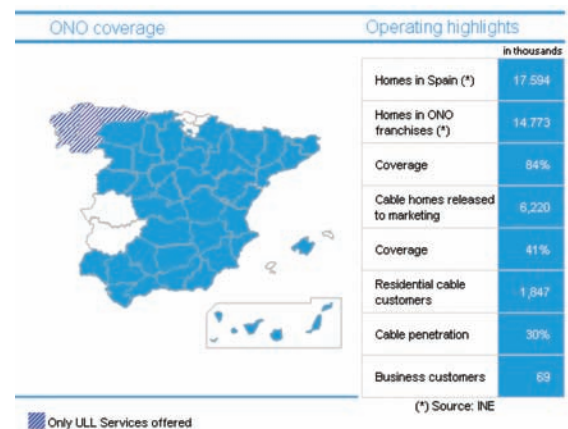 ONO coverage
Operating highlights
in thousands
Homes in Spain (*)
17.594
Homes in ONO
franchises (*)
14.773
Coverage
84%
Cable homes released
to marketing
6,220
Coverage
41%
Residential cable
customers
1,847
Cable penetration
30%
Business customers
69
(*) Source: INE
Only ULL Services offered